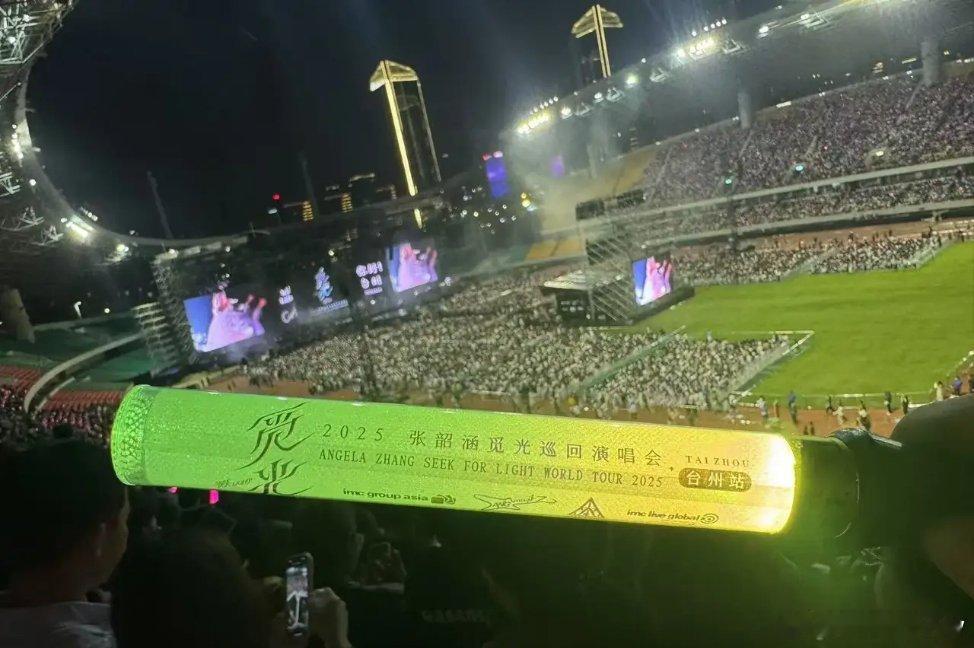 觅光
2025 张韶涵觅光巡回演唱会
TAIZHOU
ANGELA ZHANG SEEK FOR LIGHT WORLD TOUR 2025
台州站
imc group asia
imc live global